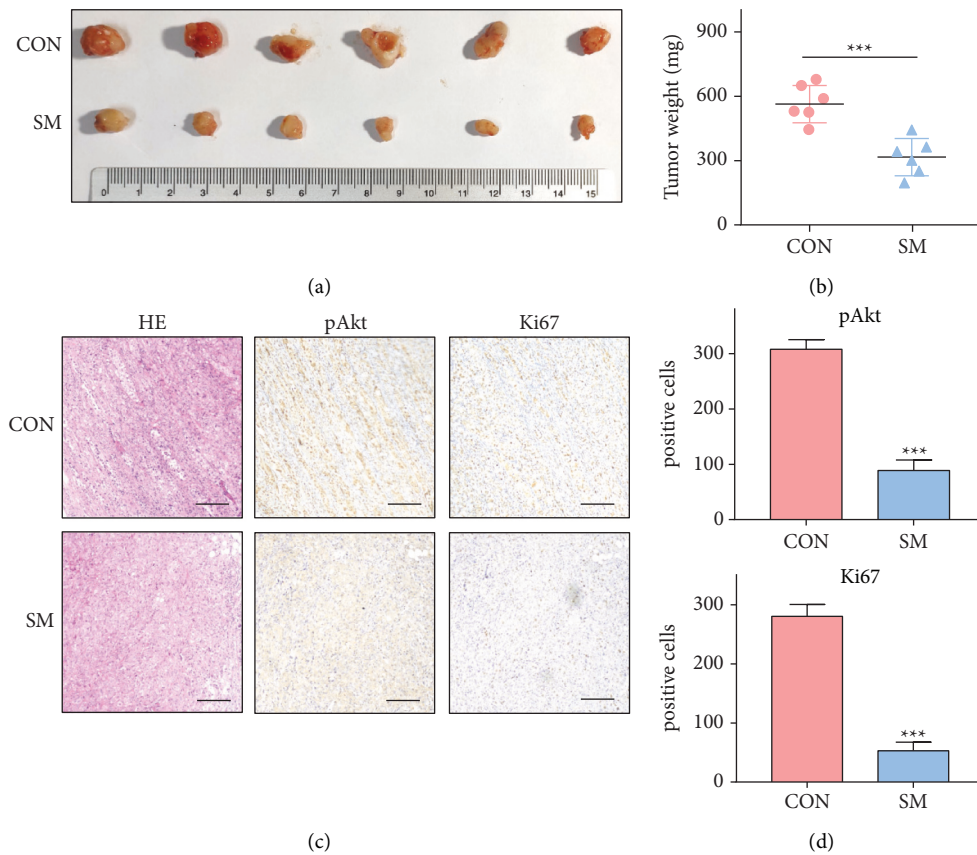 CON
SM
0 1 2 3 4 5 6 7 8 9 10 11 12 13 14 15
(a)
Tumor weight (mg)
900
600
300
0
***
CON SM
(b)
HE pAkt Ki67
CON
SM
(c)
pAkt
positive cells
300
200
100
0
***
CON SM
Ki67
positive cells
300
200
100
0
***
CON SM
(d)